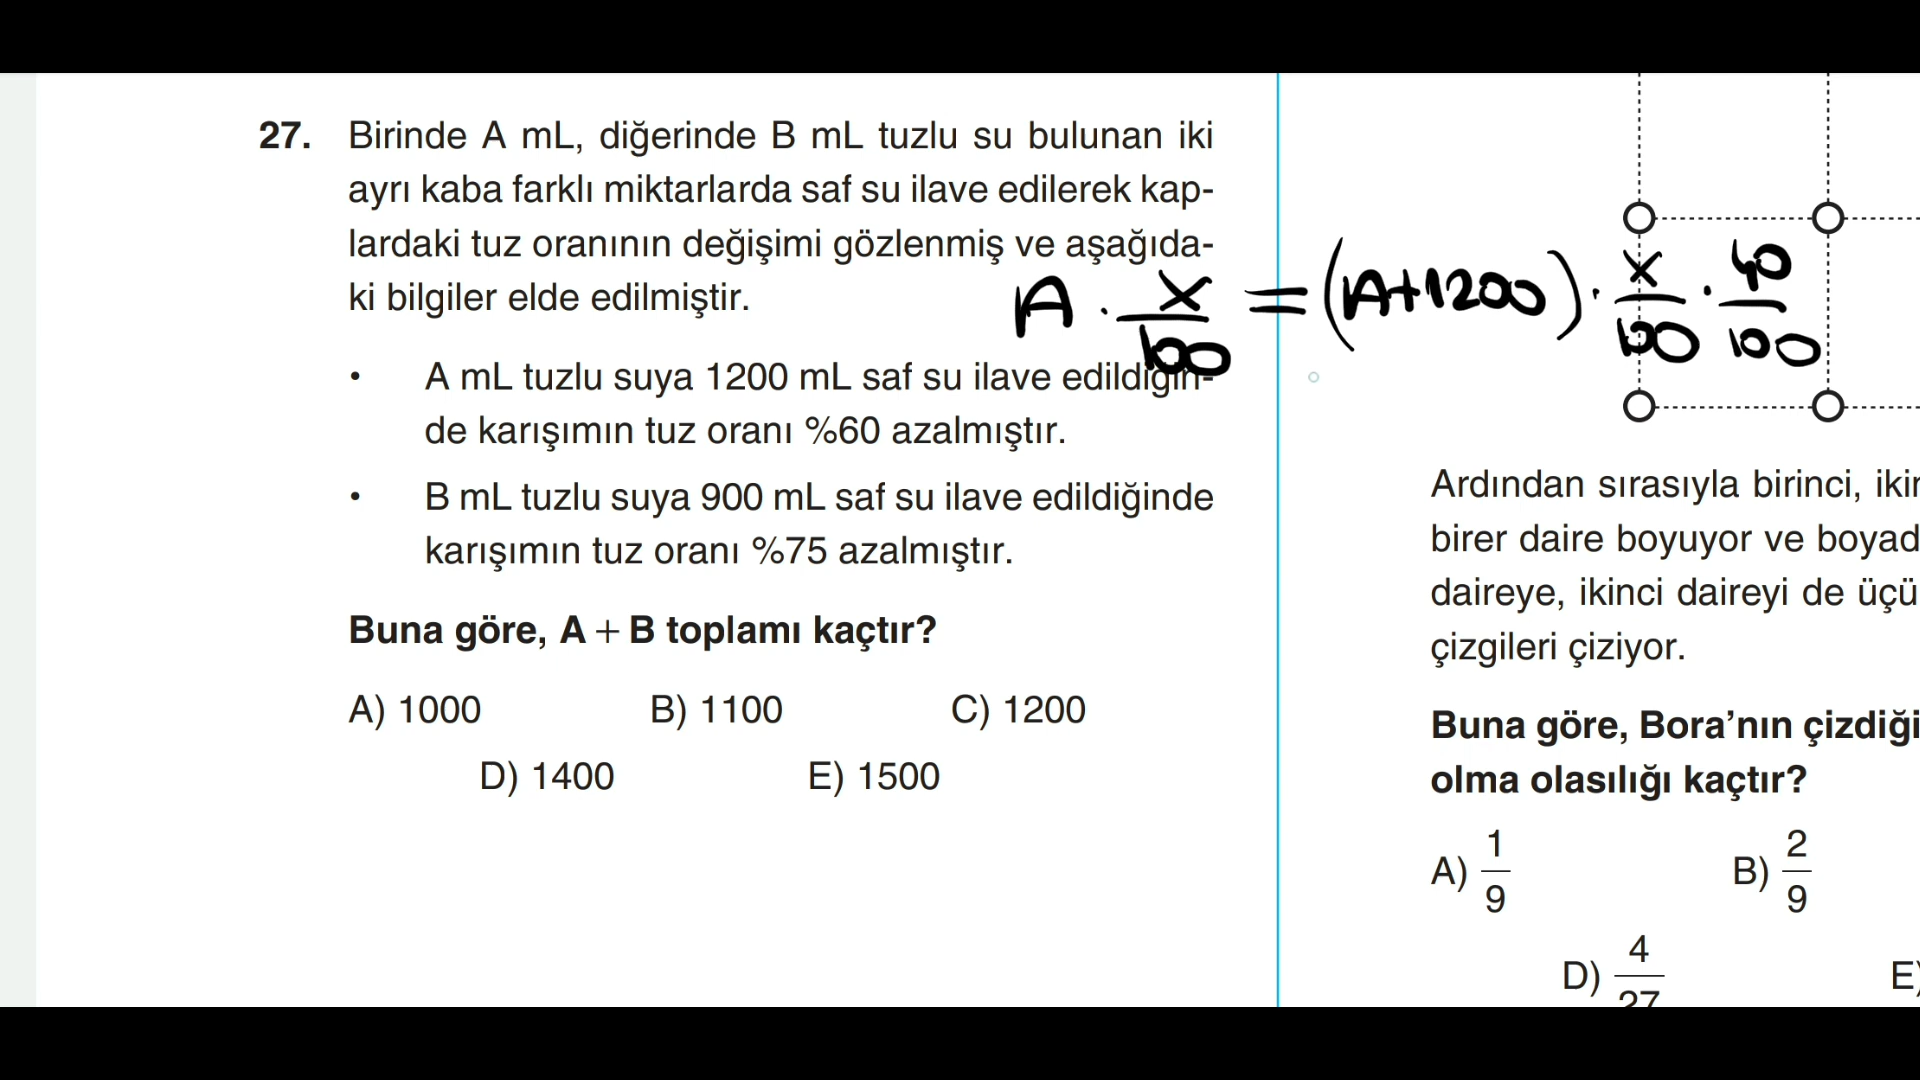 27. Birinde A mL, diğerinde B mL tuzlu su bulunan iki
ayrı kaba farklı miktarlarda saf su ilave edilerek kap-
lardaki tuz oranının değişimi gözlenmiş ve aşağıda-
ki bilgiler elde edilmiştir.
A · x/100 = (A+1200) · x/100 · 40/100
• A mL tuzlu suya 1200 mL saf su ilave edildiğin-
de karışımın tuz oranı %60 azalmıştır.
• B mL tuzlu suya 900 mL saf su ilave edildiğinde
karışımın tuz oranı %75 azalmıştır.
Buna göre, A + B toplamı kaçtır?
A) 1000 B) 1100 C) 1200
D) 1400 E) 1500
Ardından sırasıyla birinci, ikin
birer daire boyuyor ve boyad
daireye, ikinci daireyi de üçü
çizgileri çiziyor.
Buna göre, Bora’nın çizdiği
olma olasılığı kaçtır?
A) 1/9 B) 2/9
D) 4/27 E)